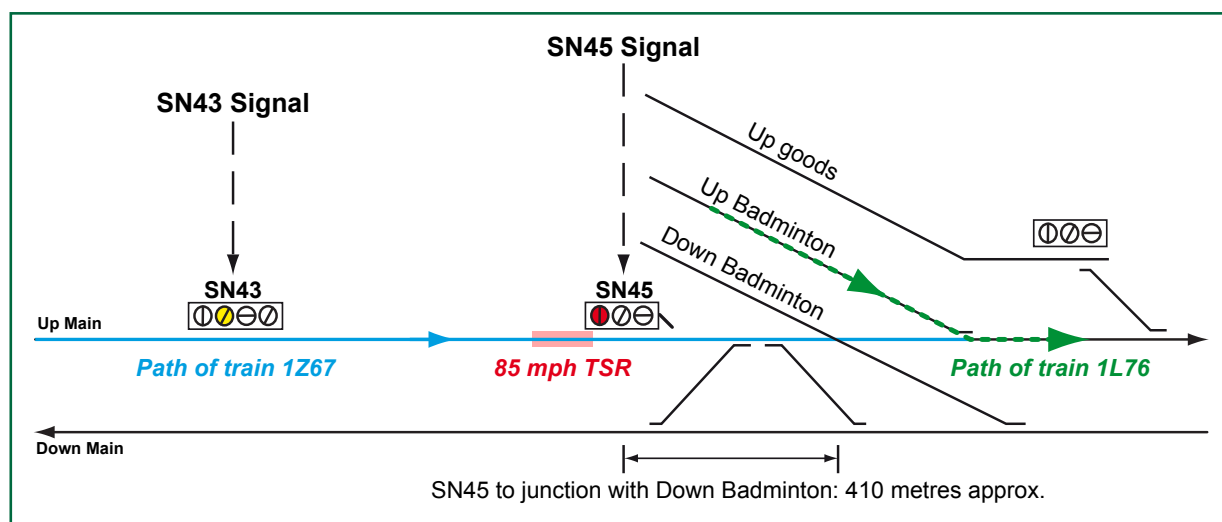 SN45 Signal
SN43 Signal
Up goods
Up Badminton
Down Badminton
SN43
SN45
Up Main
Path of train 1Z67
85 mph TSR
Path of train 1L76
Down Main
SN45 to junction with Down Badminton: 410 metres approx.